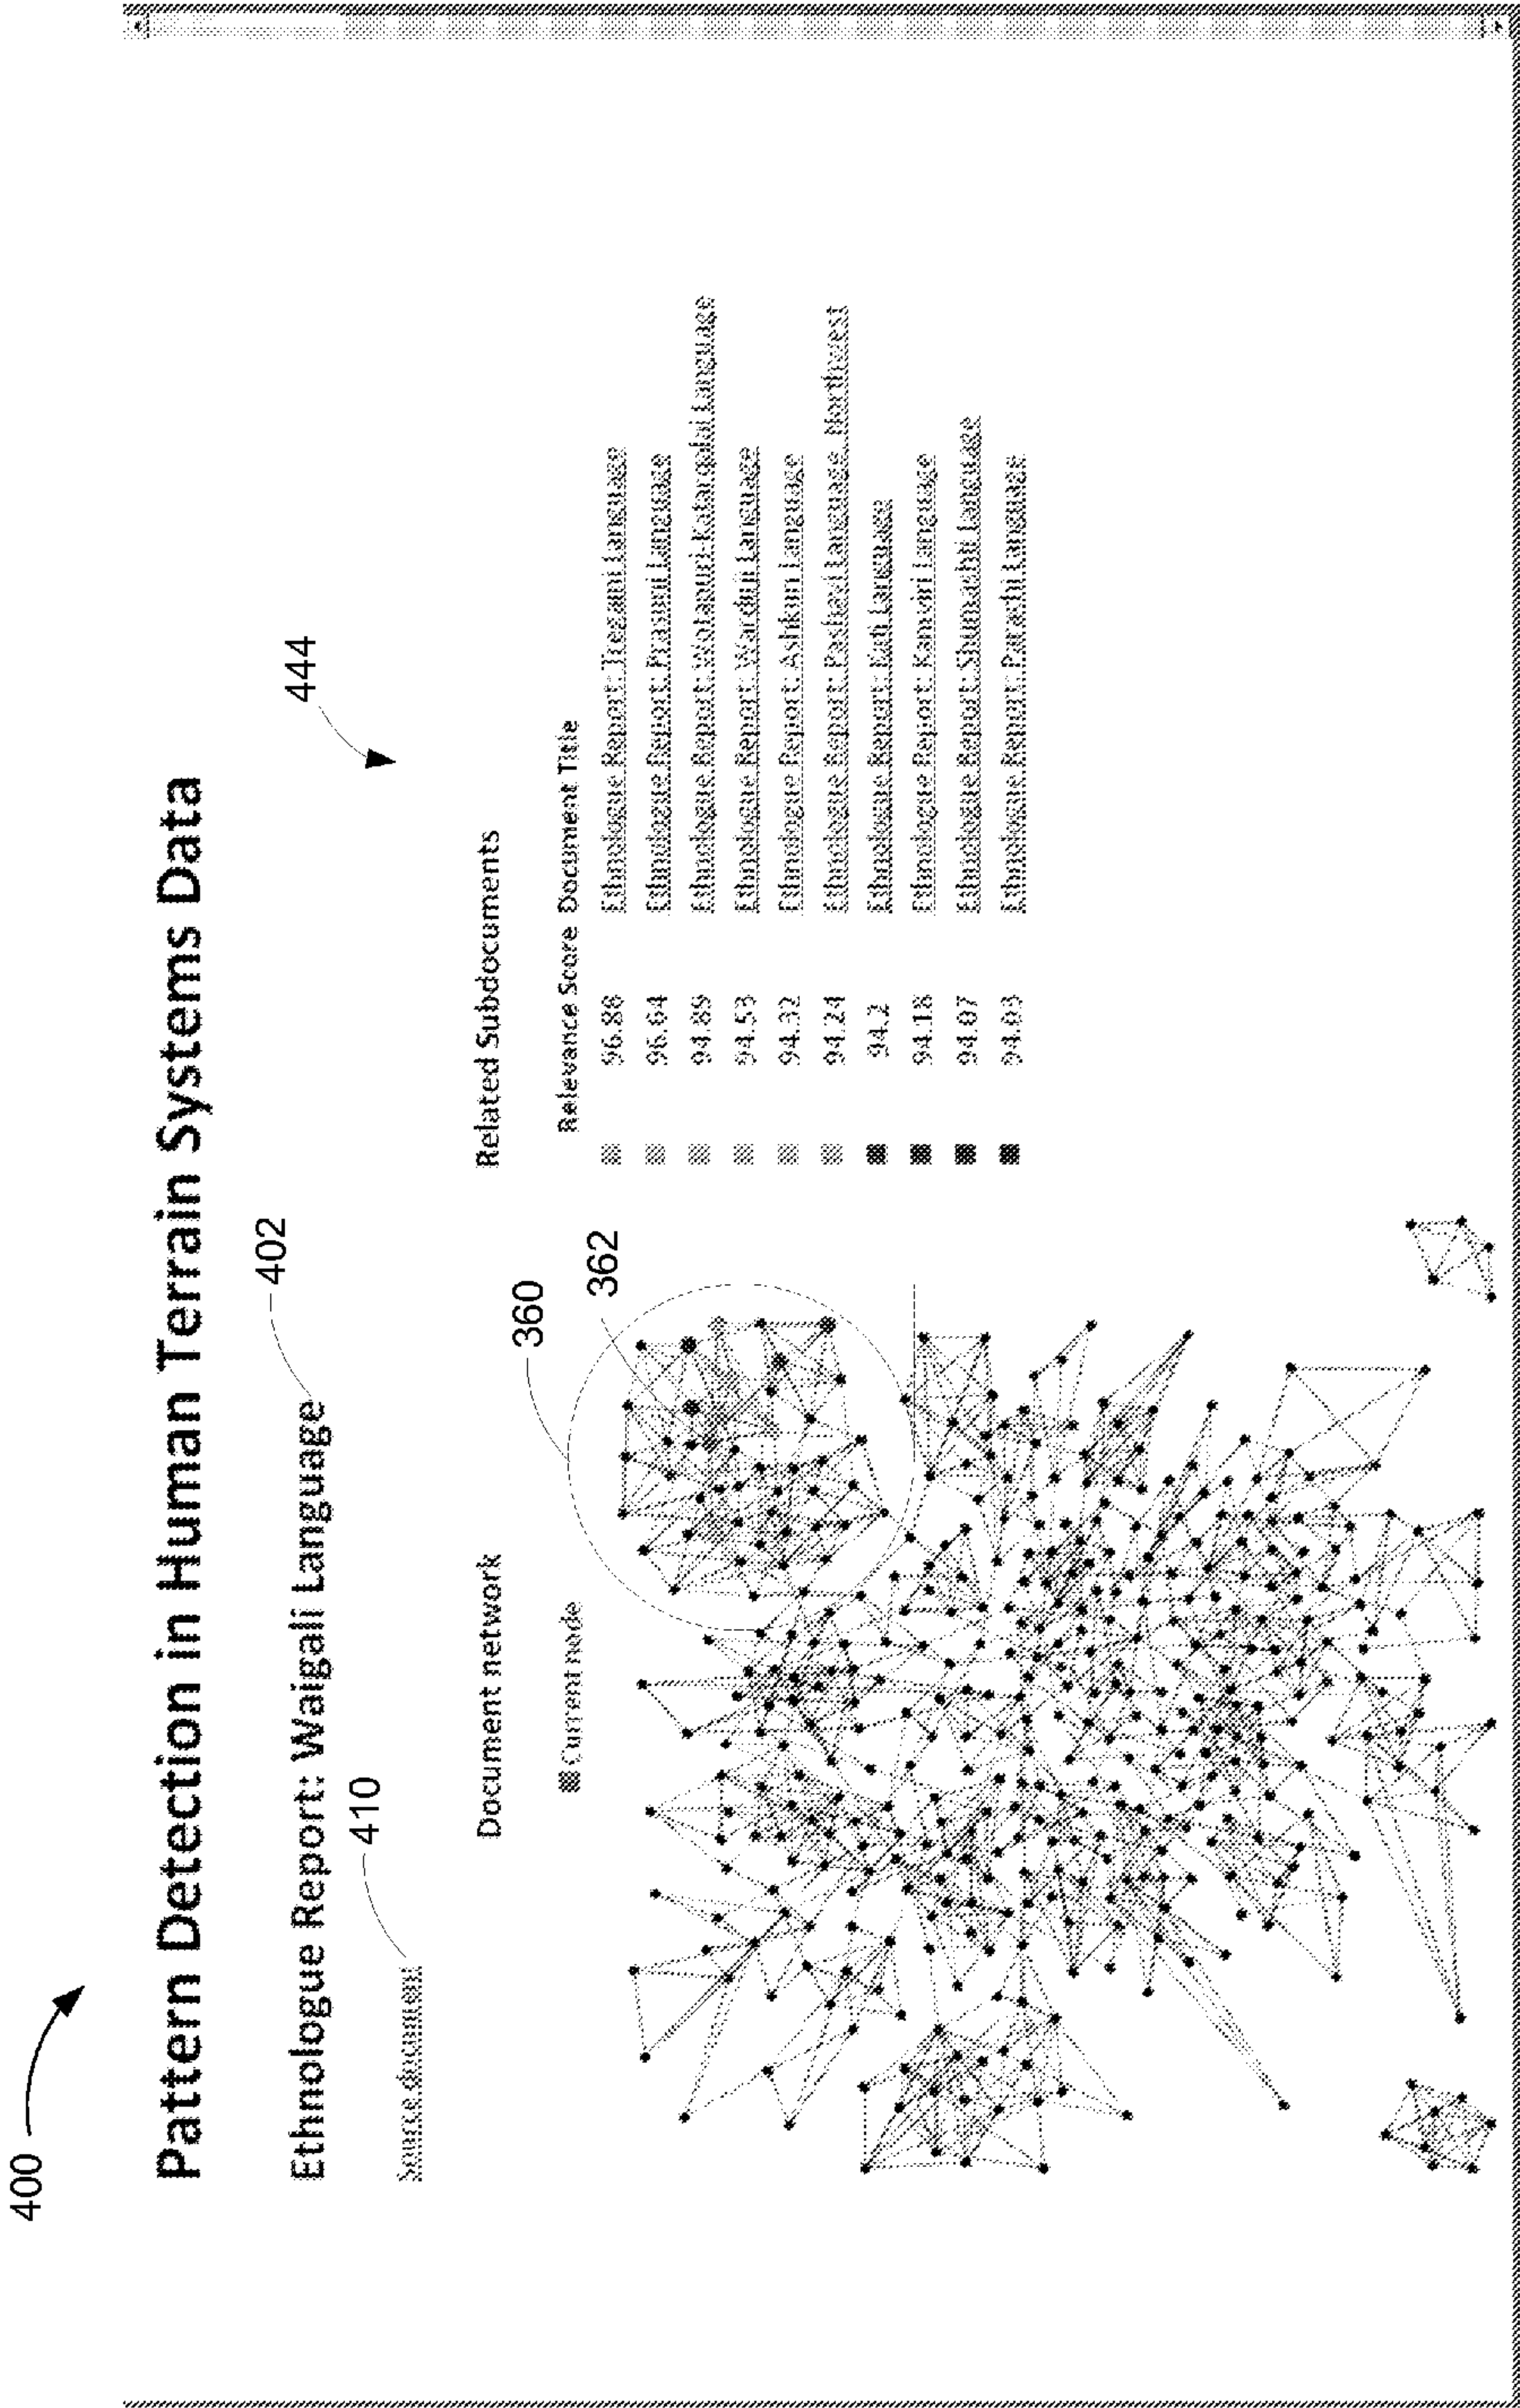 400
Pattern Detection in Human Terrain Systems Data
Ethnologue Report: Waigali Language
402
Source document
410
Document network
Current node
360
362
444
Related Subdocuments
Relevance Score Document Title
96.88 Ethnologue Report: Tregami Language
96.64 Ethnologue Report: Prasuni Language
94.89 Ethnologue Report: Wotapuri-Katarqalai Language
94.53 Ethnologue Report: Warduji Language
94.32 Ethnologue Report: Ashkun Language
94.24 Ethnologue Report: Pashayi Language, Northwest
94.2 Ethnologue Report: Kati Language
94.18 Ethnologue Report: Kamviri Language
94.07 Ethnologue Report: Shumashti Language
94.03 Ethnologue Report: Parachi Language